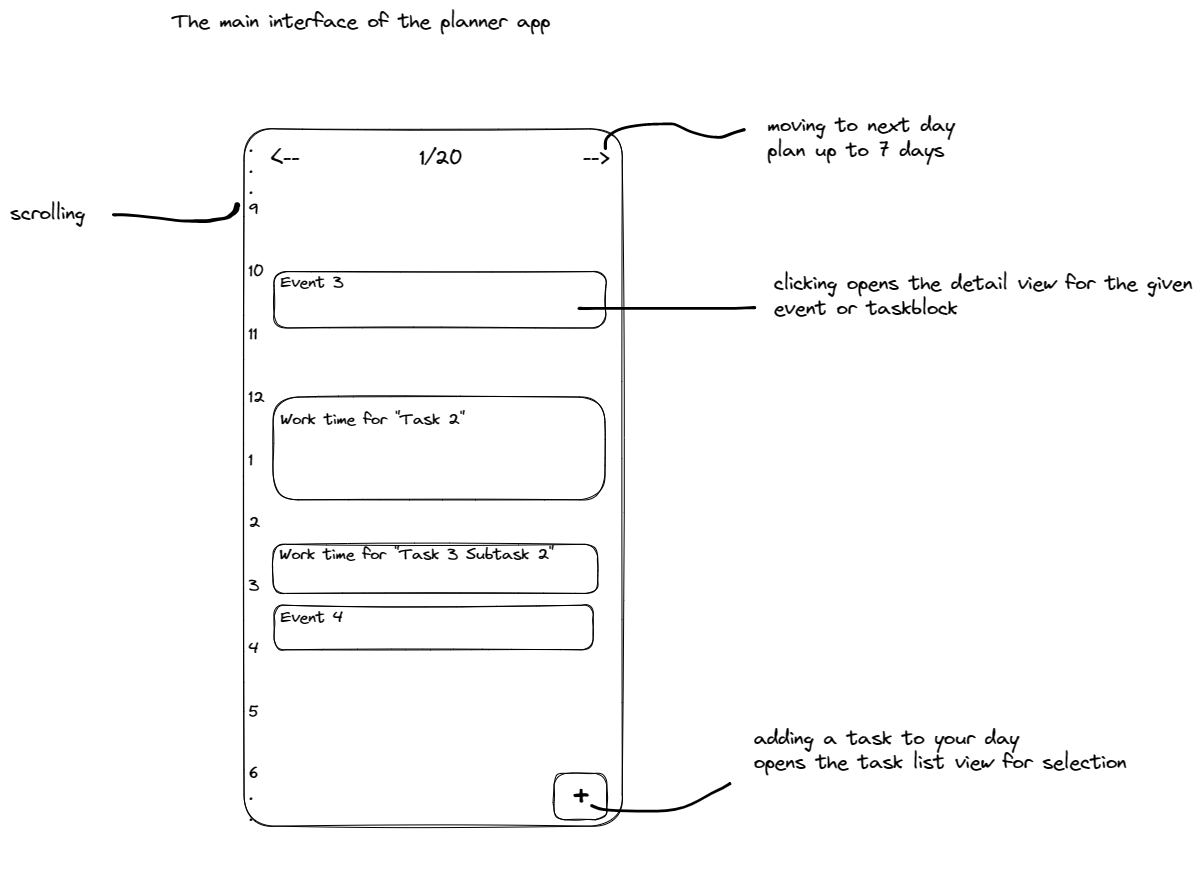 The main interface of the planner app
moving to next day
plan up to 7 days
<-- 1/20 -->
.
.
.
scrolling
9
10
Event 3
clicking opens the detail view for the given
event or taskblock
11
12
Work time for "Task 2"
1
2
Work time for "Task 3 Subtask 2"
3
Event 4
4
5
adding a task to your day
opens the task list view for selection
6
+
.
.